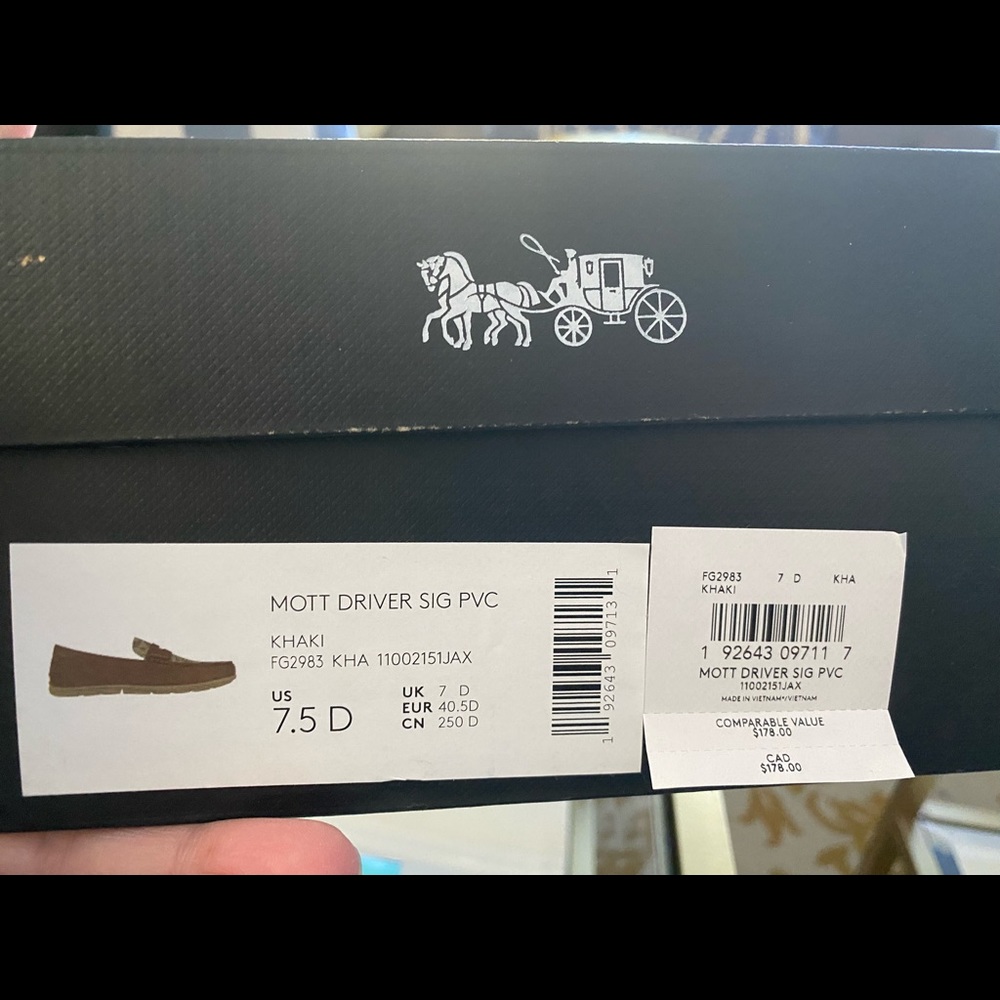 MOTT DRIVER SIG PVC
KHAKI
FG2983 KHA 11002151JAX
US
7.5 D
UK 7 D
EUR 40.5D
CN 250 D
1 92643 09713 1
FG2983 7 D KHA
KHAKI
1 92643 09711 7
MOTT DRIVER SIG PVC
11002151JAX
MADE IN VIETNAM*/VIETNAM
COMPARABLE VALUE
$178.00
CAD
$178.00